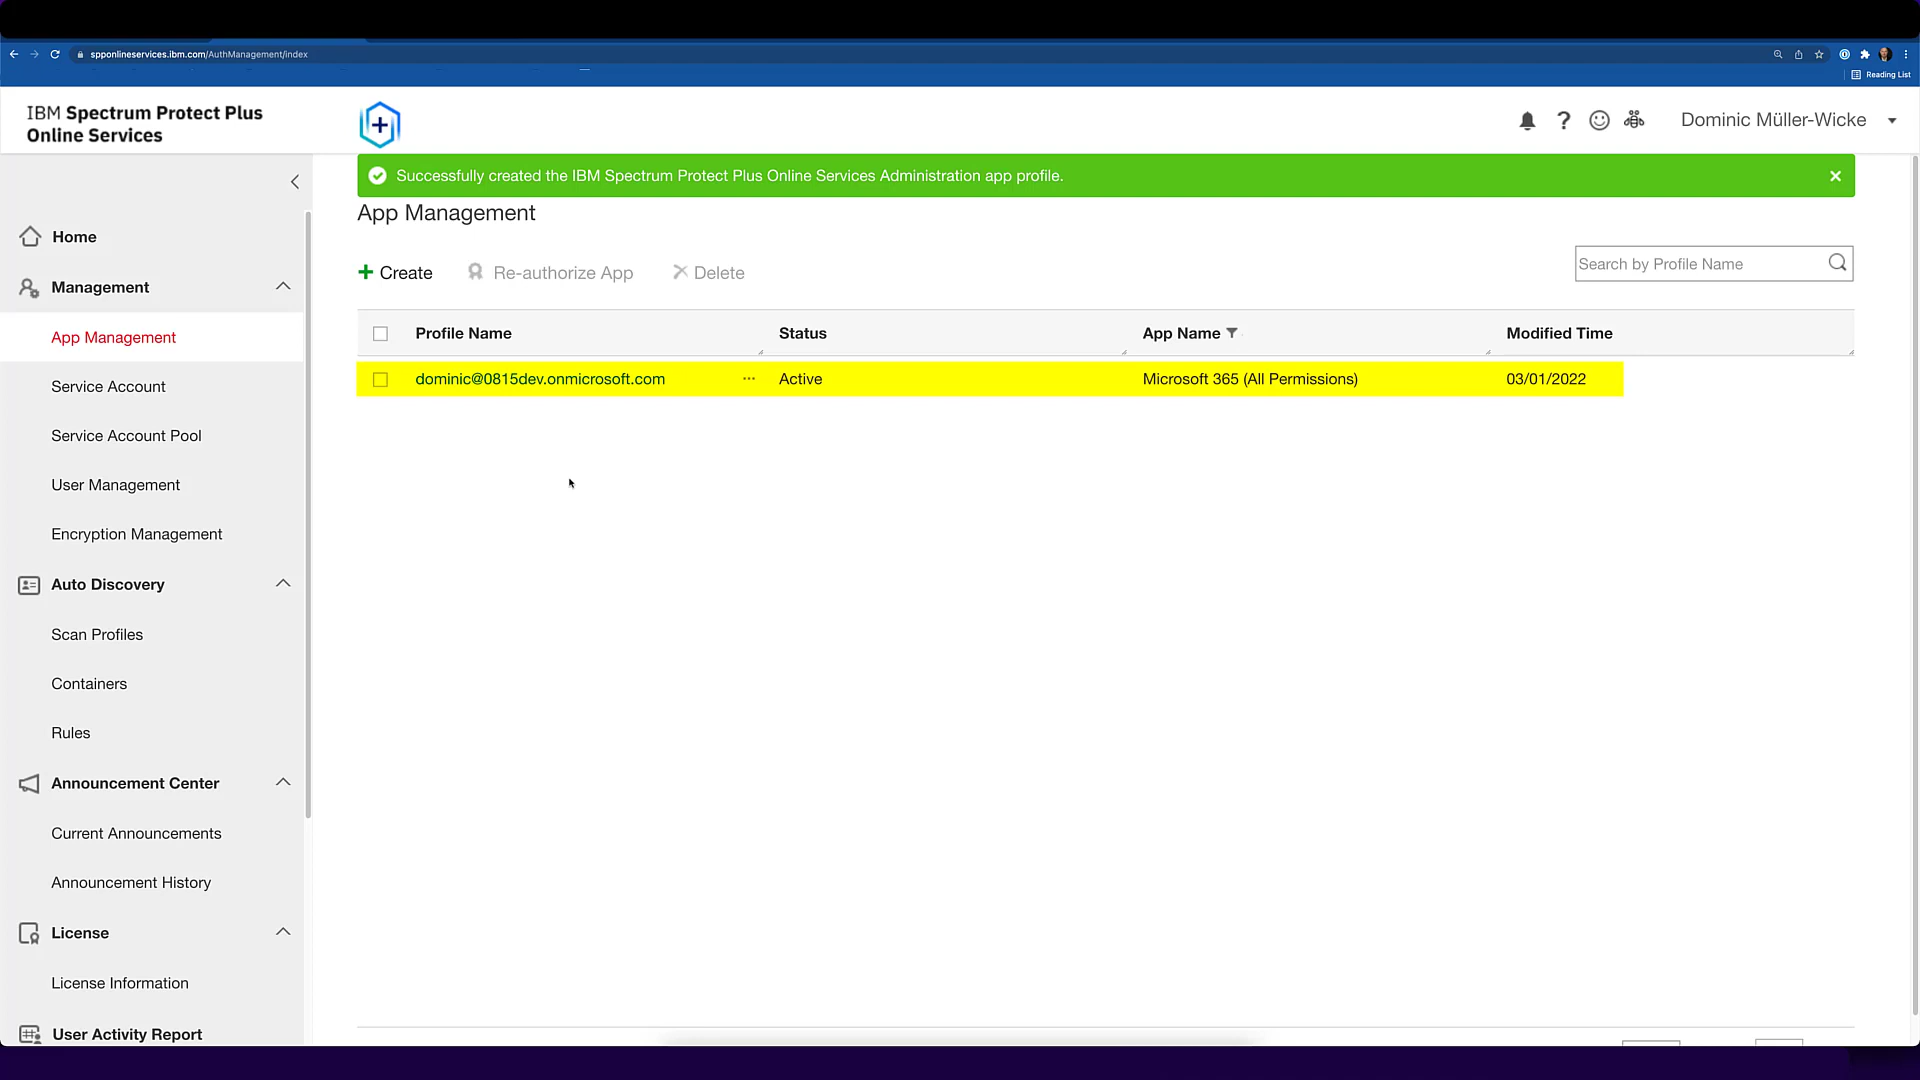 spponlineservices.ibm.com/AuthManagement/index
Reading List
IBM Spectrum Protect Plus
Online Services
Dominic Müller-Wicke
Successfully created the IBM Spectrum Protect Plus Online Services Administration app profile.
App Management
Create
Re-authorize App
Delete
Search by Profile Name
Profile Name
Status
App Name
Modified Time
dominic@0815dev.onmicrosoft.com
...
Active
Microsoft 365 (All Permissions)
03/01/2022
Home
Management
App Management
Service Account
Service Account Pool
User Management
Encryption Management
Auto Discovery
Scan Profiles
Containers
Rules
Announcement Center
Current Announcements
Announcement History
License
License Information
User Activity Report